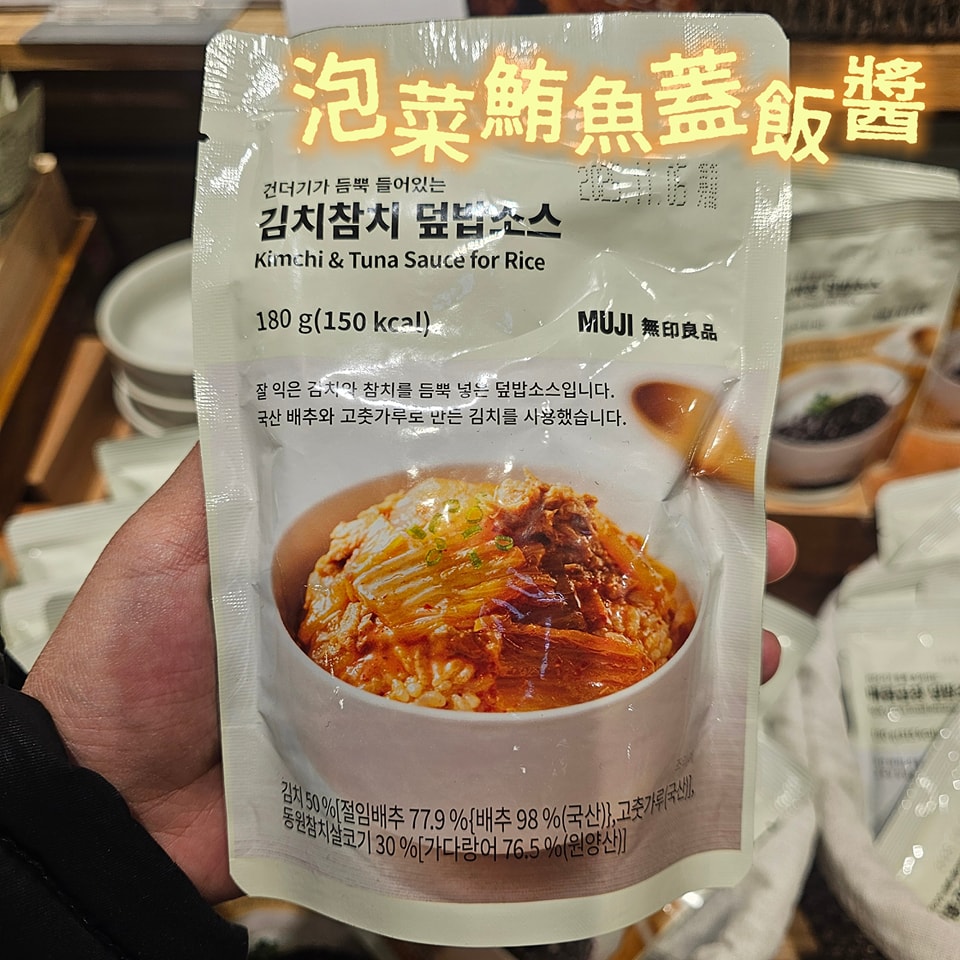 泡菜鮪魚蓋飯醬
건더기가 듬뿍 들어있는
김치참치 덮밥소스
Kimchi & Tuna Sauce for Rice
180 g(150 kcal)
MUJI 無印良品
잘 익은 김치와 참치를 듬뿍 넣은 덮밥소스입니다.
국산 배추와 고춧가루로 만든 김치를 사용했습니다.
김치 50 %[절임배추 77.9 %{배추 98 %(국산)},고춧가루(국산)],
동원참치살코기 30 %[가다랑어 76.5 %(원양산)]